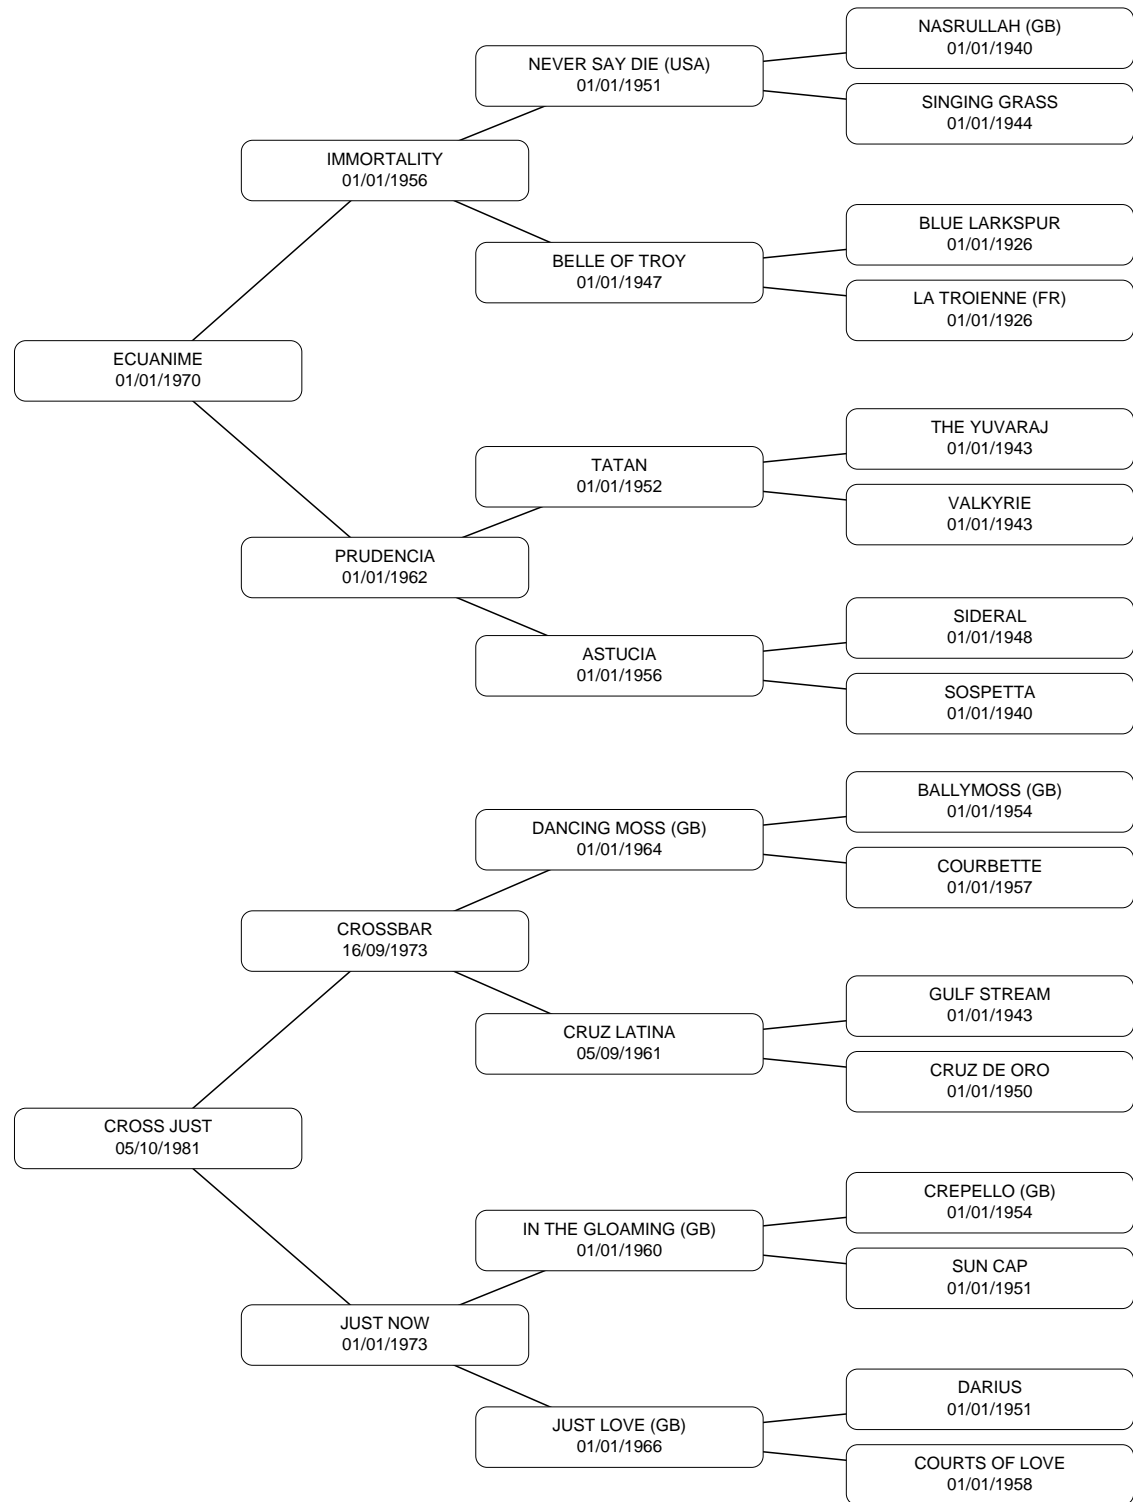 NASRULLAH (GB)
01/01/1940
NEVER SAY DIE (USA)
01/01/1951
SINGING GRASS
01/01/1944
IMMORTALITY
01/01/1956
BLUE LARKSPUR
01/01/1926
BELLE OF TROY
01/01/1947
LA TROIENNE (FR)
01/01/1926
ECUANIME
01/01/1970
THE YUVARAJ
01/01/1943
TATAN
01/01/1952
VALKYRIE
01/01/1943
PRUDENCIA
01/01/1962
SIDERAL
01/01/1948
ASTUCIA
01/01/1956
SOSPETTA
01/01/1940
BALLYMOSS (GB)
01/01/1954
DANCING MOSS (GB)
01/01/1964
COURBETTE
01/01/1957
CROSSBAR
16/09/1973
GULF STREAM
01/01/1943
CRUZ LATINA
05/09/1961
CRUZ DE ORO
01/01/1950
CROSS JUST
05/10/1981
CREPELLO (GB)
01/01/1954
IN THE GLOAMING (GB)
01/01/1960
SUN CAP
01/01/1951
JUST NOW
01/01/1973
DARIUS
01/01/1951
JUST LOVE (GB)
01/01/1966
COURTS OF LOVE
01/01/1958